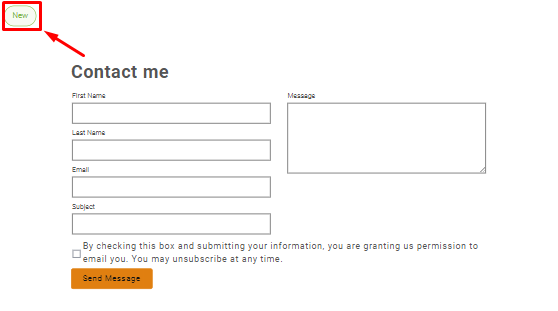 New
Contact me
First Name
Message
Last Name
Email
Subject
By checking this box and submitting your information, you are granting us permission to
email you. You may unsubscribe at any time.
Send Message